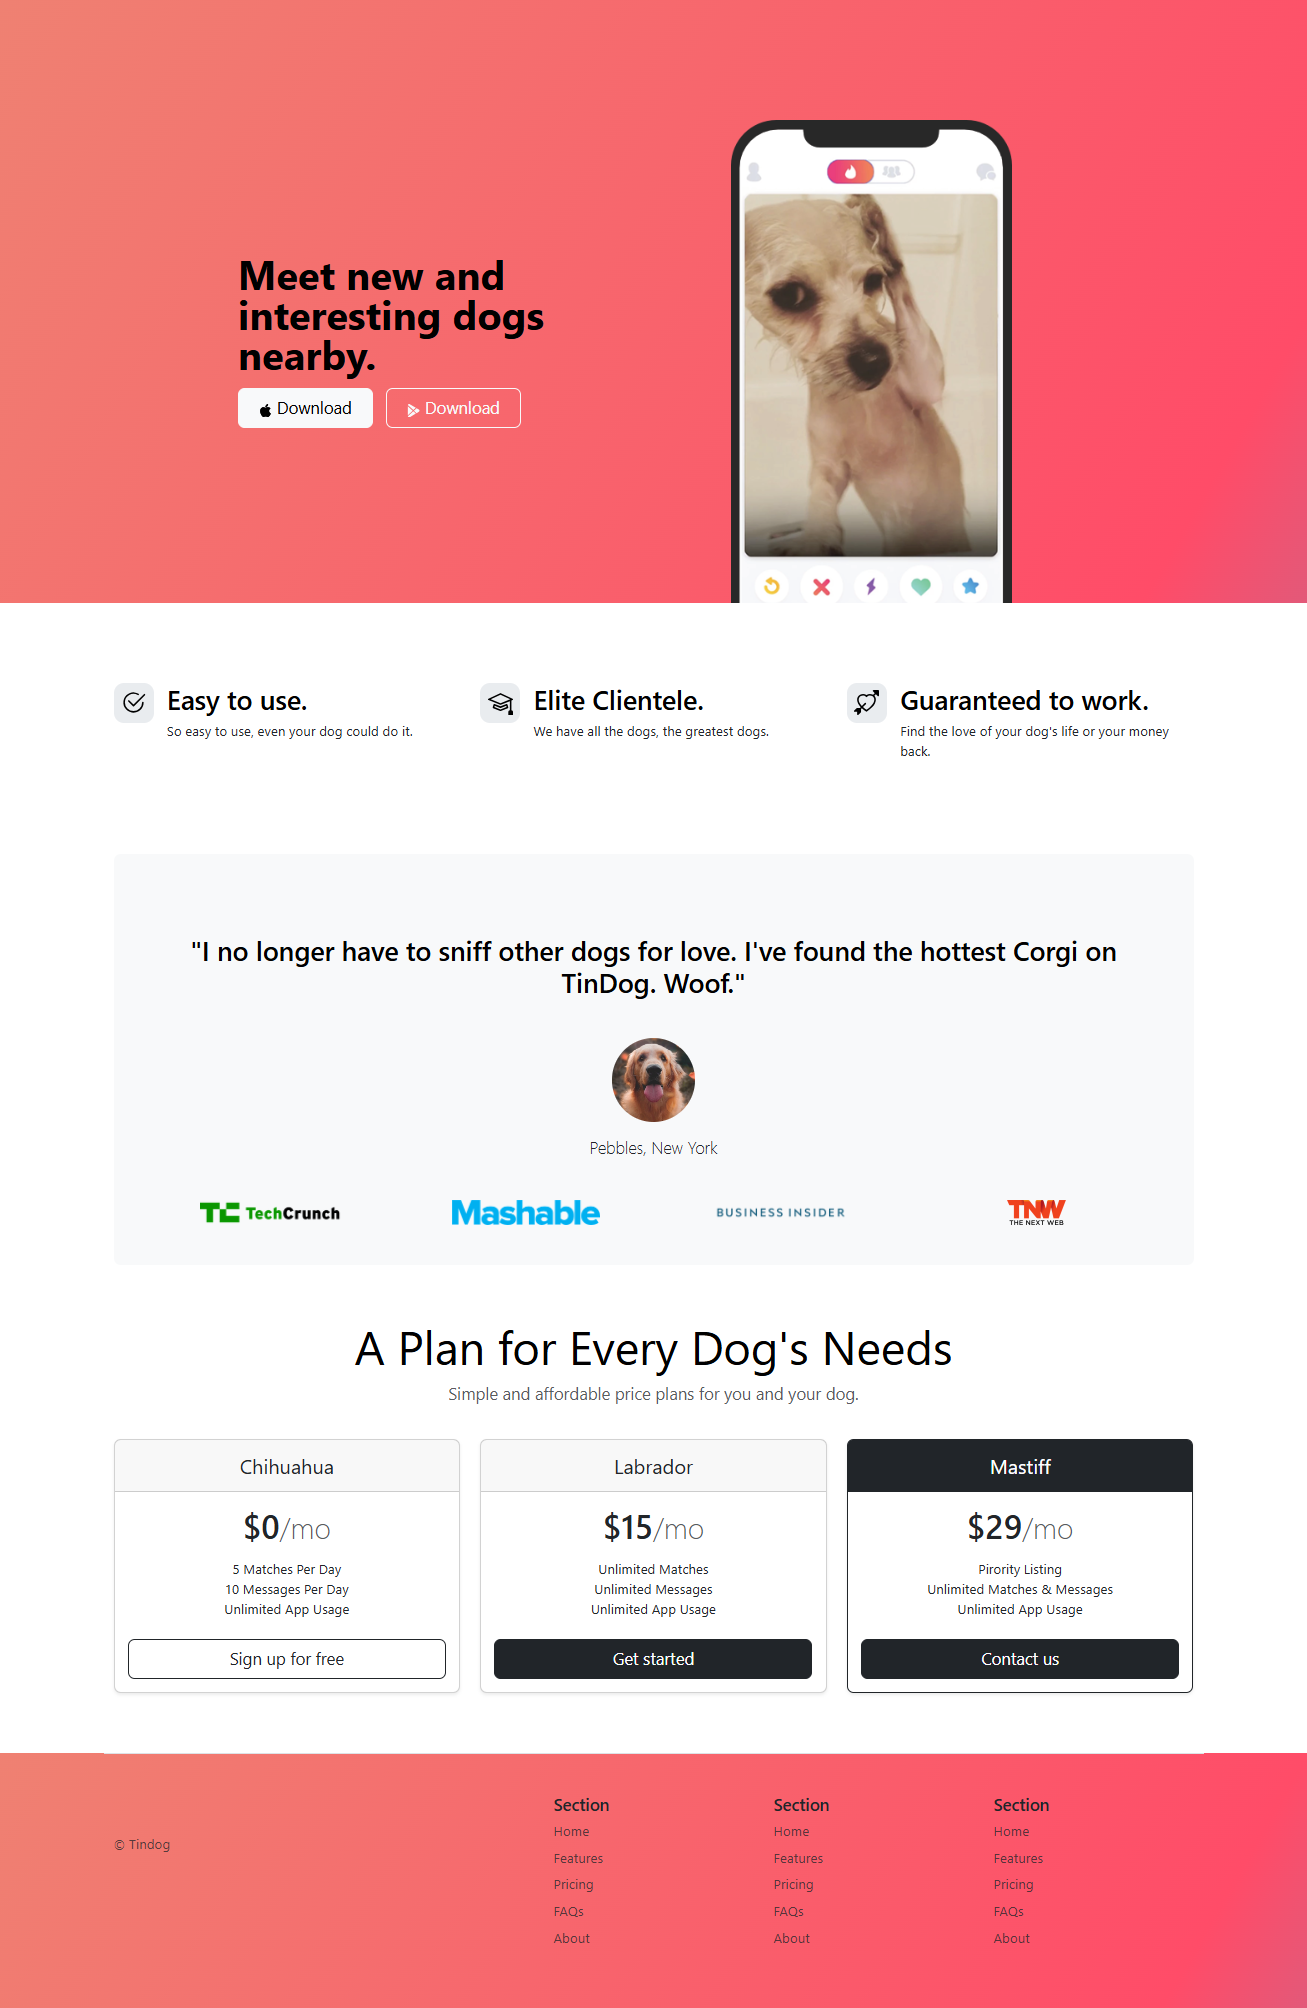 Meet new and
interesting dogs
nearby.
Download
Download
Easy to use.
So easy to use, even your dog could do it.
Elite Clientele.
We have all the dogs, the greatest dogs.
Guaranteed to work.
Find the love of your dog's life or your money
back.
"I no longer have to sniff other dogs for love. I've found the hottest Corgi on
TinDog. Woof."
Pebbles, New York
TC TechCrunch
Mashable
BUSINESS INSIDER
TNW
THE NEXT WEB
A Plan for Every Dog's Needs
Simple and affordable price plans for you and your dog.
Chihuahua
$0/mo
5 Matches Per Day
10 Messages Per Day
Unlimited App Usage
Sign up for free
Labrador
$15/mo
Unlimited Matches
Unlimited Messages
Unlimited App Usage
Get started
Mastiff
$29/mo
Pirority Listing
Unlimited Matches & Messages
Unlimited App Usage
Contact us
© Tindog
Section
Home
Features
Pricing
FAQs
About
Section
Home
Features
Pricing
FAQs
About
Section
Home
Features
Pricing
FAQs
About